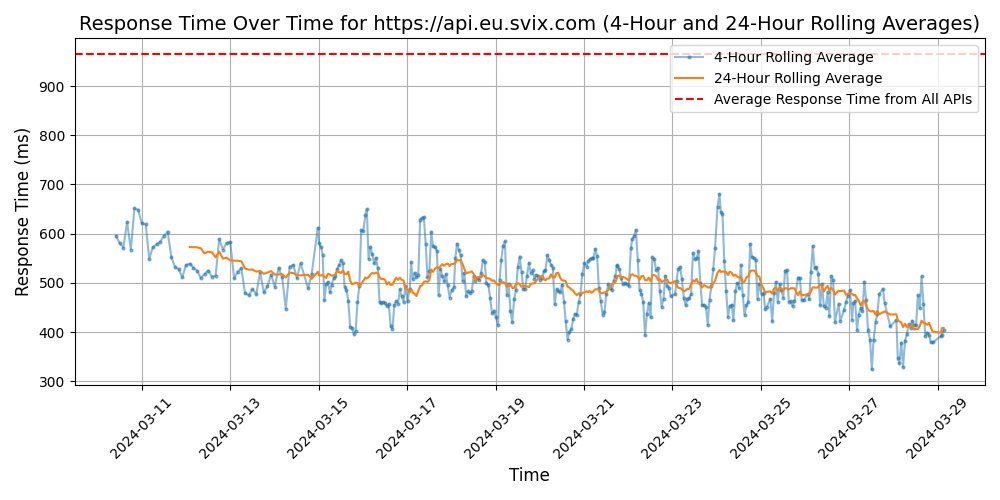 Response Time Over Time for https://api.eu.svix.com (4-Hour and 24-Hour Rolling Averages)
4-Hour Rolling Average
24-Hour Rolling Average
Average Response Time from All APIs
Response Time (ms)
900
800
700
600
500
400
300
2024-03-11
2024-03-13
2024-03-15
2024-03-17
2024-03-19
2024-03-21
2024-03-23
2024-03-25
2024-03-27
2024-03-29
Time